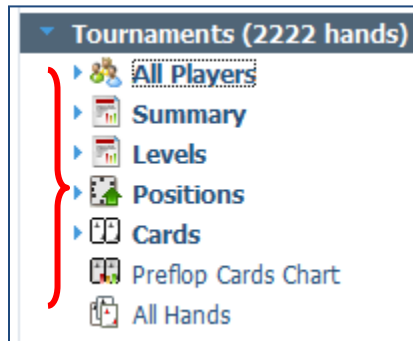 Tournaments (2222 hands)
All Players
Summary
Levels
Positions
Cards
Preflop Cards Chart
All Hands